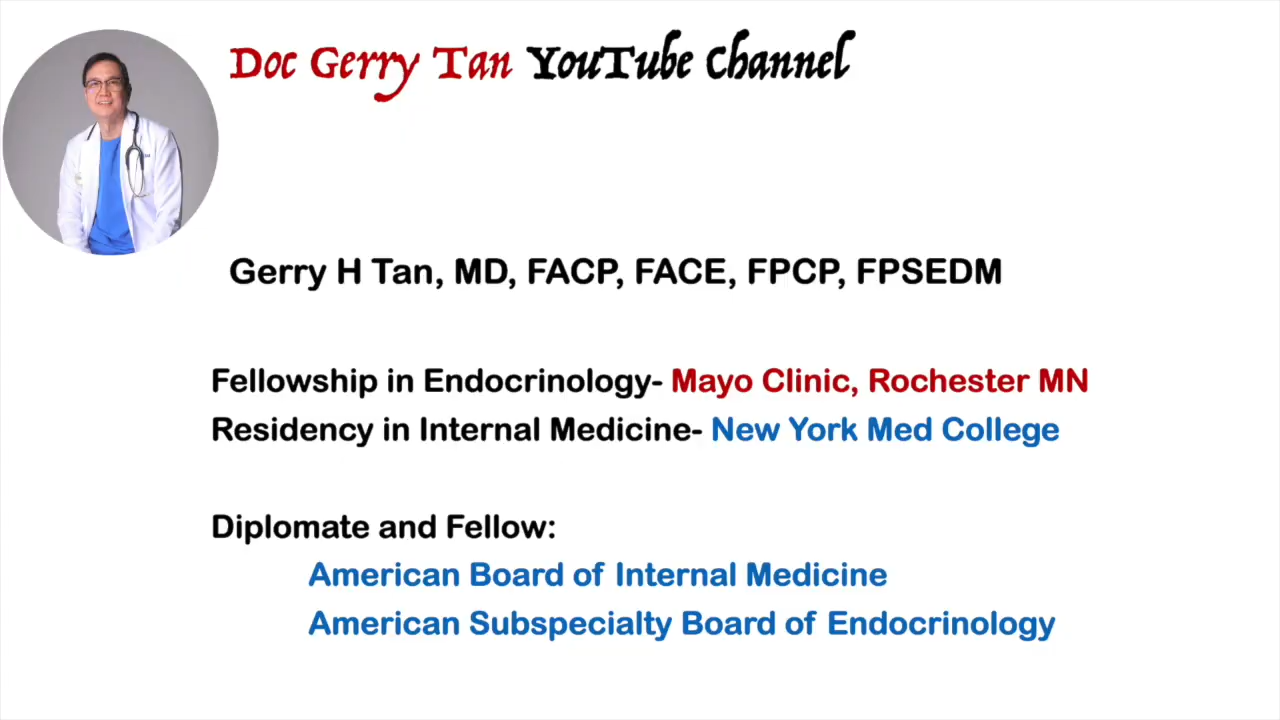 Doc Gerry Tan YouTube Channel
Gerry H Tan, MD, FACP, FACE, FPCP, FPSEDM
Fellowship in Endocrinology- Mayo Clinic, Rochester MN
Residency in Internal Medicine- New York Med College
Diplomate and Fellow:
American Board of Internal Medicine
American Subspecialty Board of Endocrinology